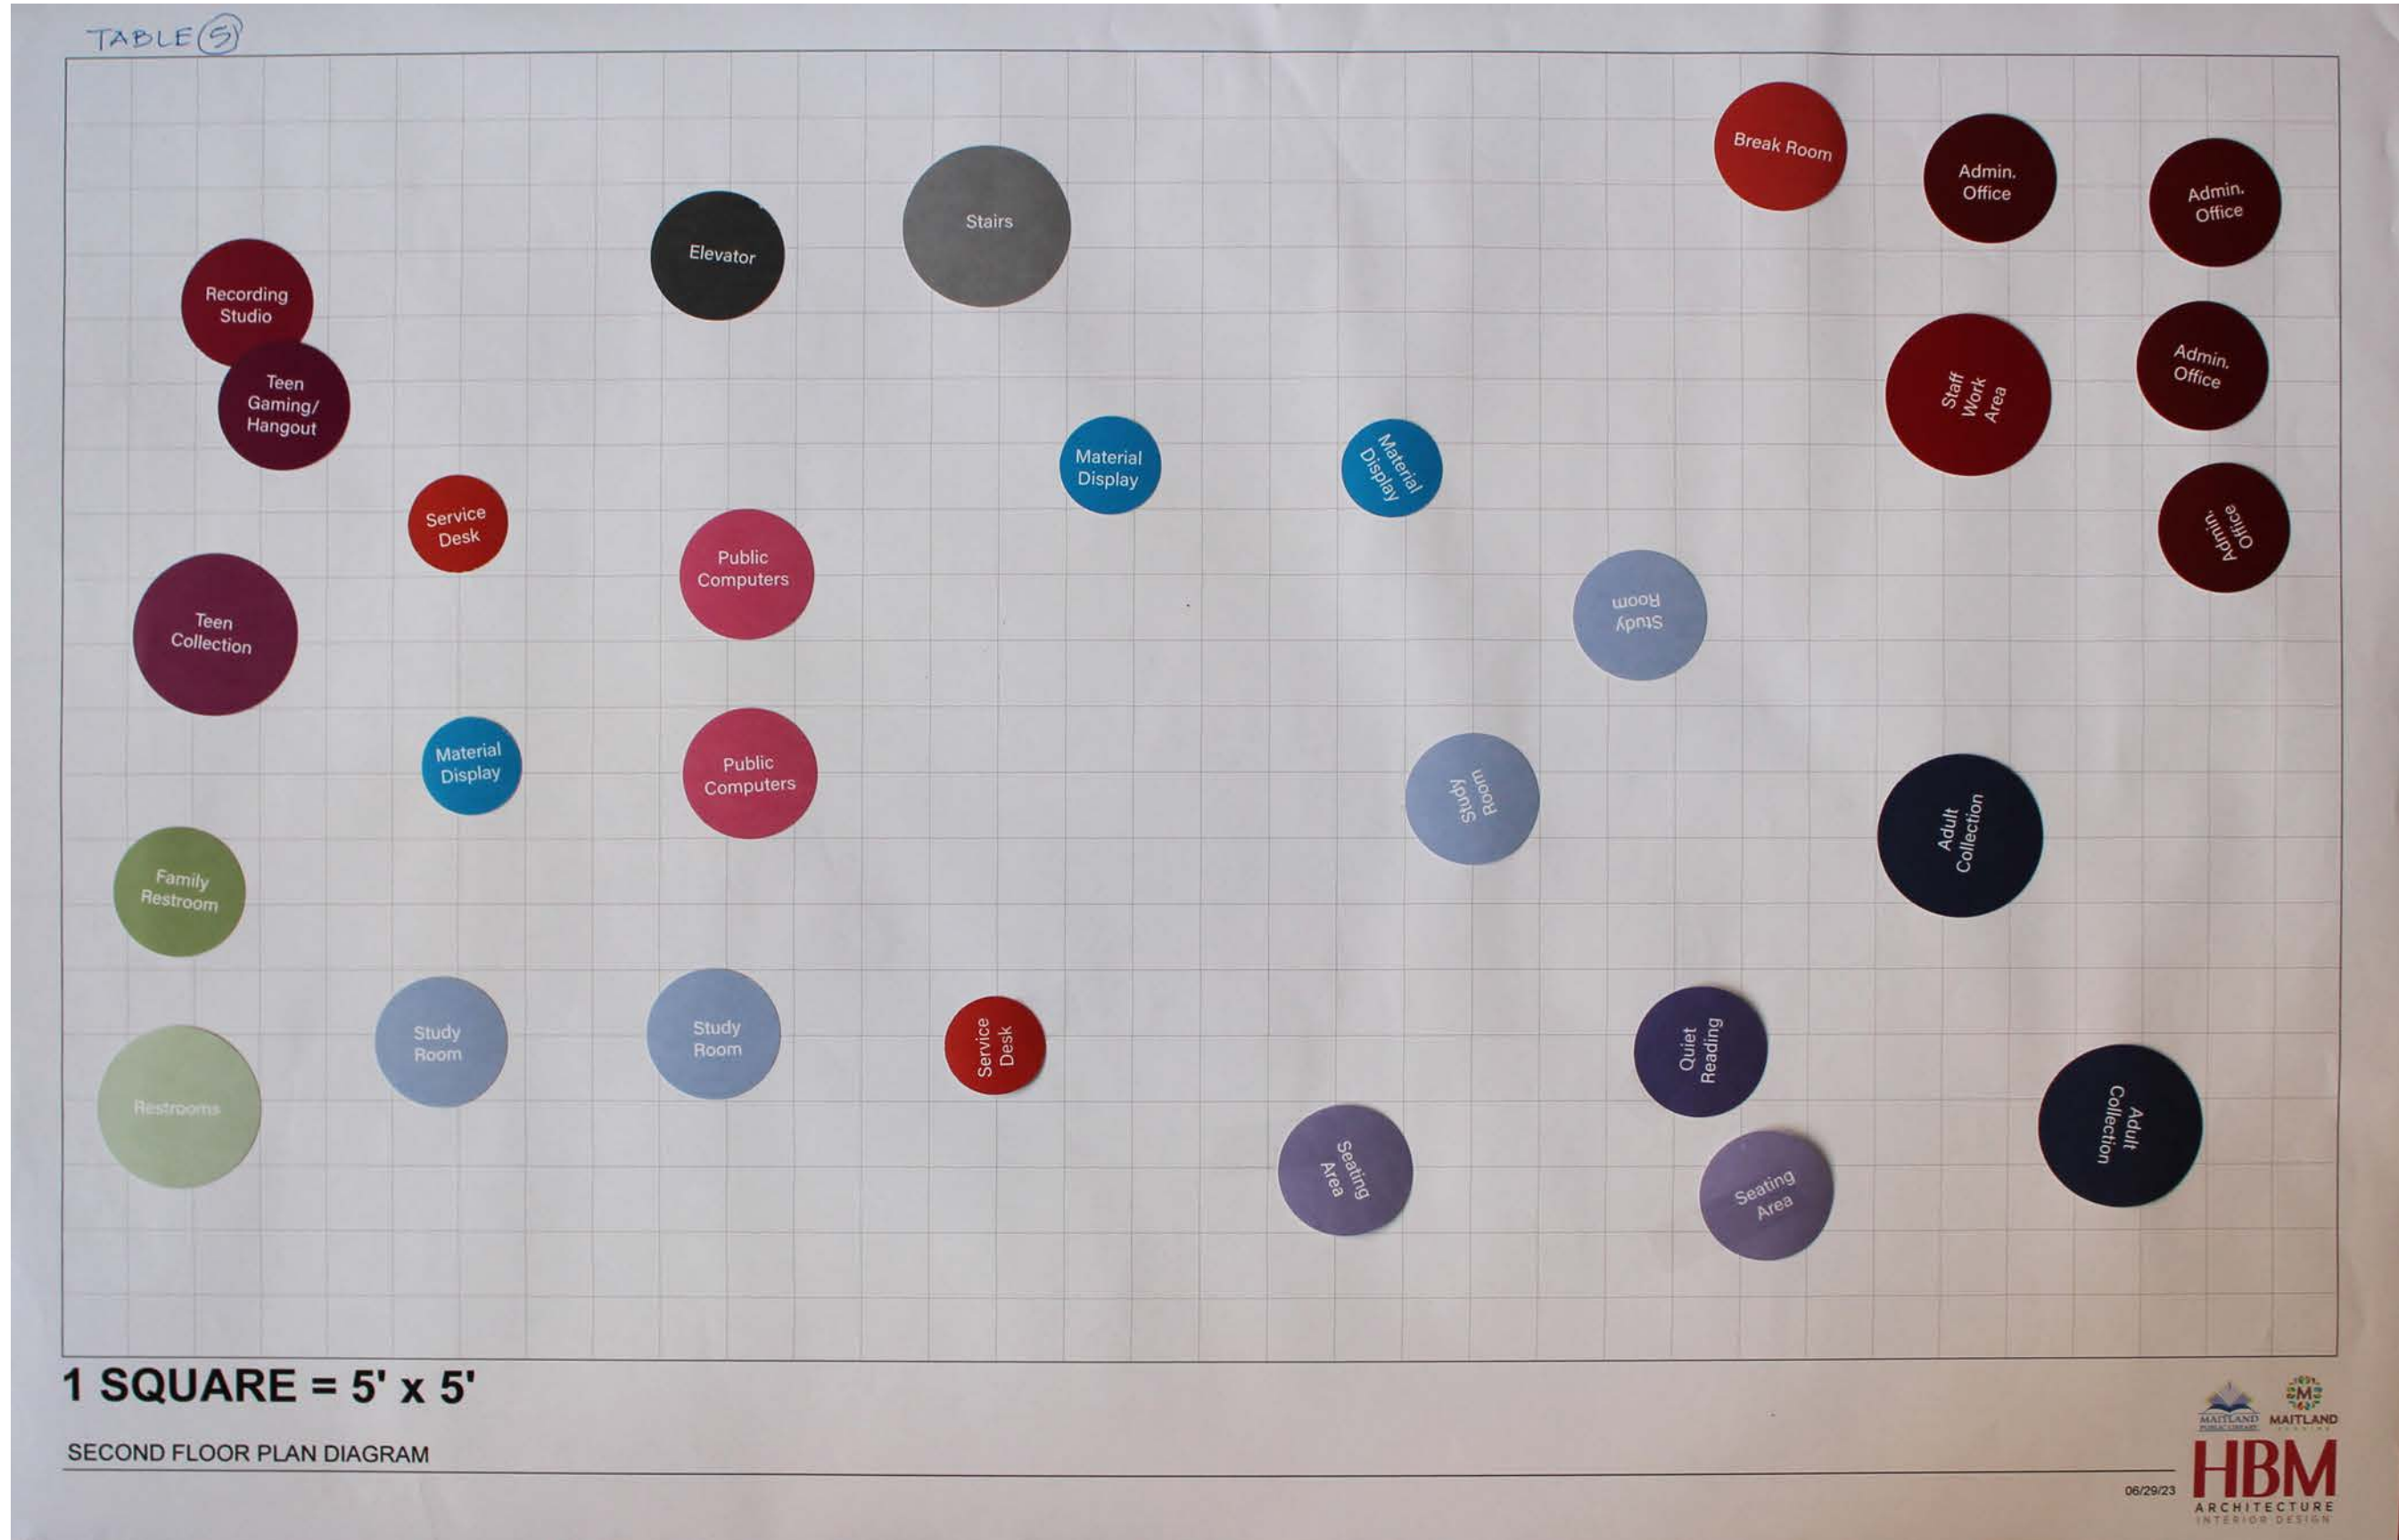 TABLE 5
Break Room
Admin.
Office
Admin.
Office
Stairs
Elevator
Recording
Studio
Teen
Gaming/
Hangout
Staff
Work
Area
Admin.
Office
Material
Display
Material
Display
Service
Desk
Admin.
Office
Public
Computers
Study
Room
Teen
Collection
Material
Display
Public
Computers
Study
Room
Adult
Collection
Family
Restroom
Study
Room
Study
Room
Service
Desk
Quiet
Reading
Restrooms
Seating
Area
Seating
Area
Adult
Collection
1 SQUARE = 5' x 5'
SECOND FLOOR PLAN DIAGRAM
MAITLAND
PUBLIC LIBRARY
M
MAITLAND
HBM
ARCHITECTURE
INTERIOR DESIGN
06/29/23